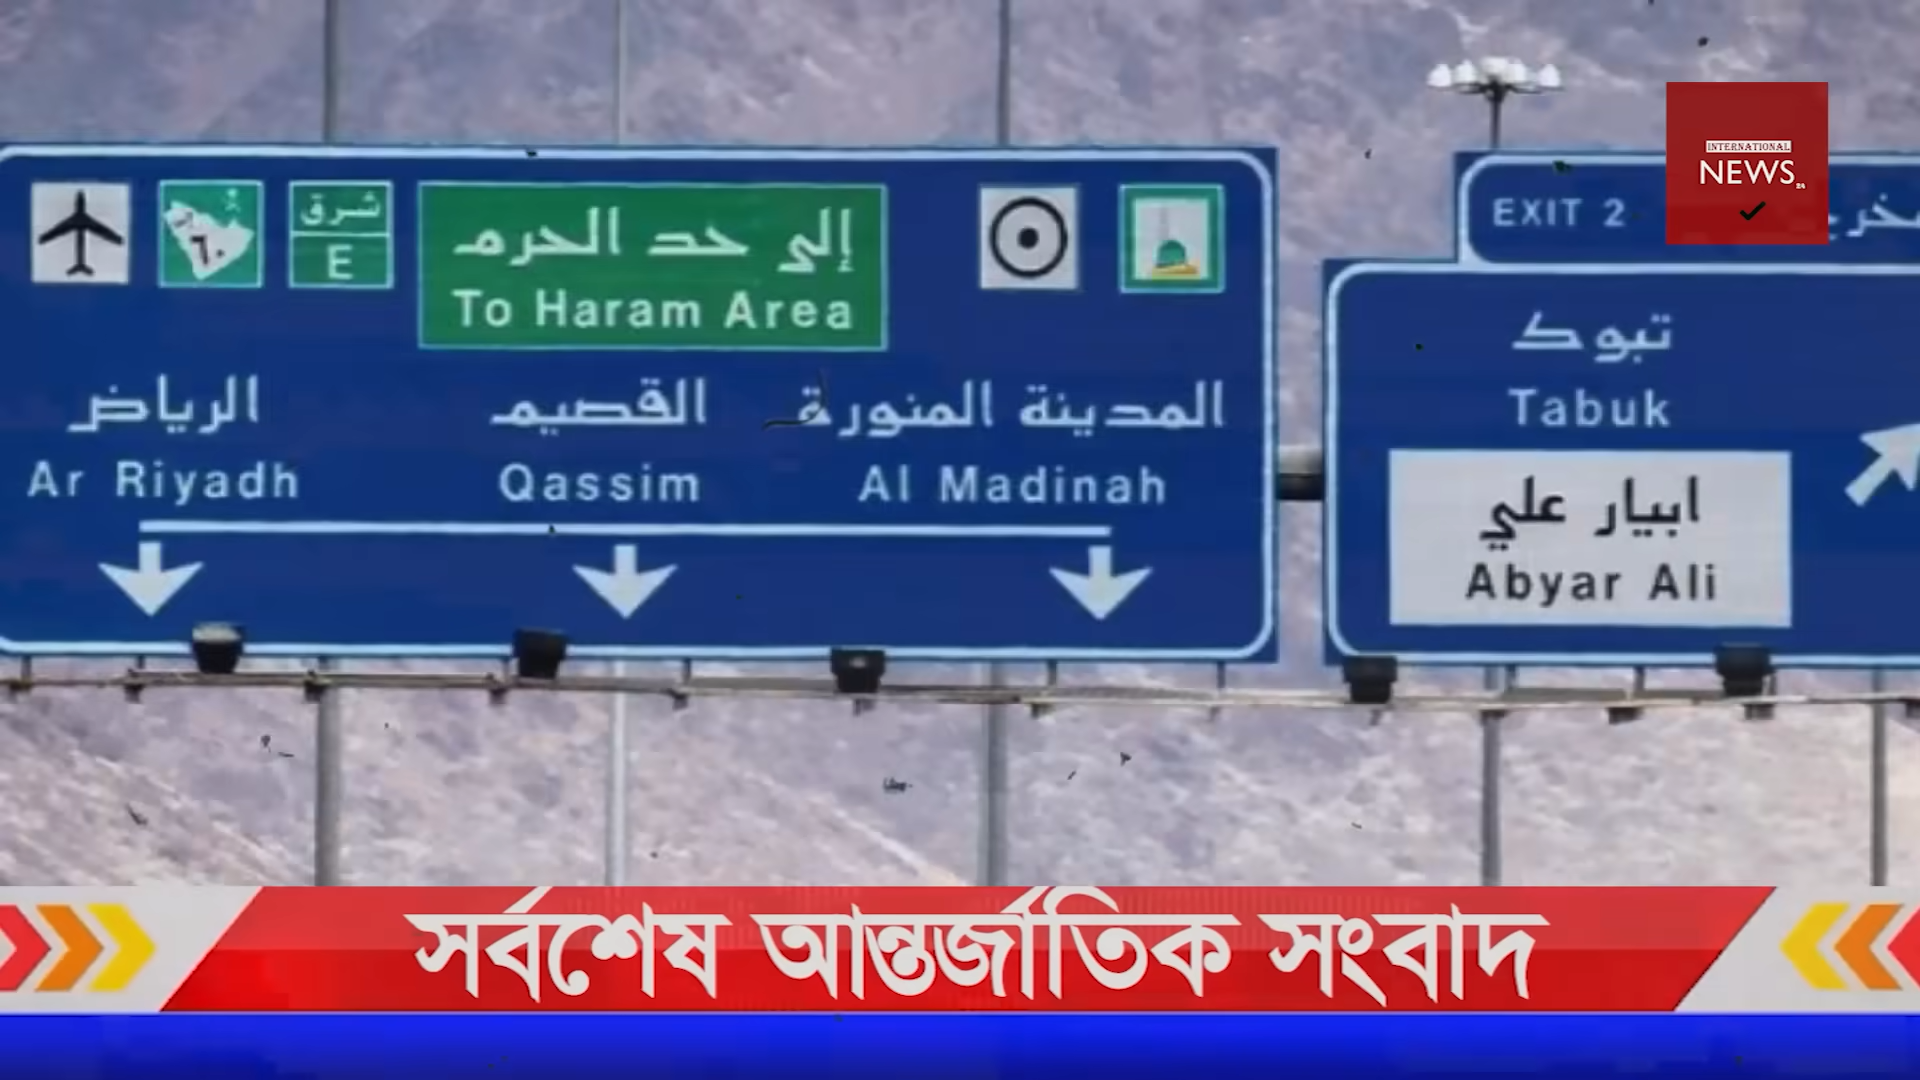 شرق
E
٦٠
إلى حد الحرم
To Haram Area
الرياض
Ar Riyadh
القصيم
Qassim
المدينة المنورة
Al Madinah
EXIT 2
تبوك
Tabuk
ابيار علي
Abyar Ali
INTERNATIONAL
NEWS
24
সর্বশেষ আন্তর্জাতিক সংবাদ